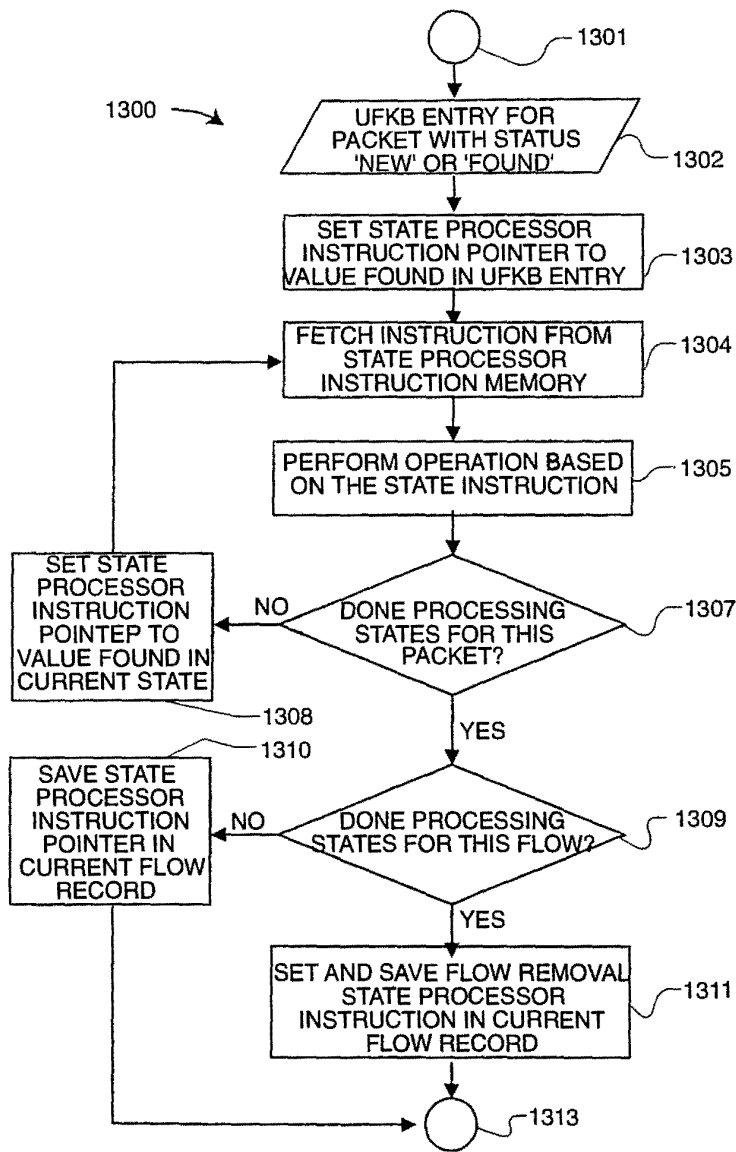 1301
1300
UFKB ENTRY FOR
PACKET WITH STATUS
'NEW' OR 'FOUND'
1302
SET STATE PROCESSOR
INSTRUCTION POINTER TO
VALUE FOUND IN UFKB ENTRY
1303
FETCH INSTRUCTION FROM
STATE PROCESSOR
INSTRUCTION MEMORY
1304
PERFORM OPERATION BASED
ON THE STATE INSTRUCTION
1305
SET STATE
PROCESSOR
INSTRUCTION
POINTEP TO
VALUE FOUND IN
CURRENT STATE
1308
NO
DONE PROCESSING
STATES FOR THIS
PACKET?
1307
YES
1310
SAVE STATE
PROCESSOR
INSTRUCTION
POINTER IN
CURRENT FLOW
RECORD
NO
DONE PROCESSING
STATES FOR THIS FLOW?
1309
YES
SET AND SAVE FLOW REMOVAL
STATE PROCESSOR
INSTRUCTION IN CURRENT
FLOW RECORD
1311
1313